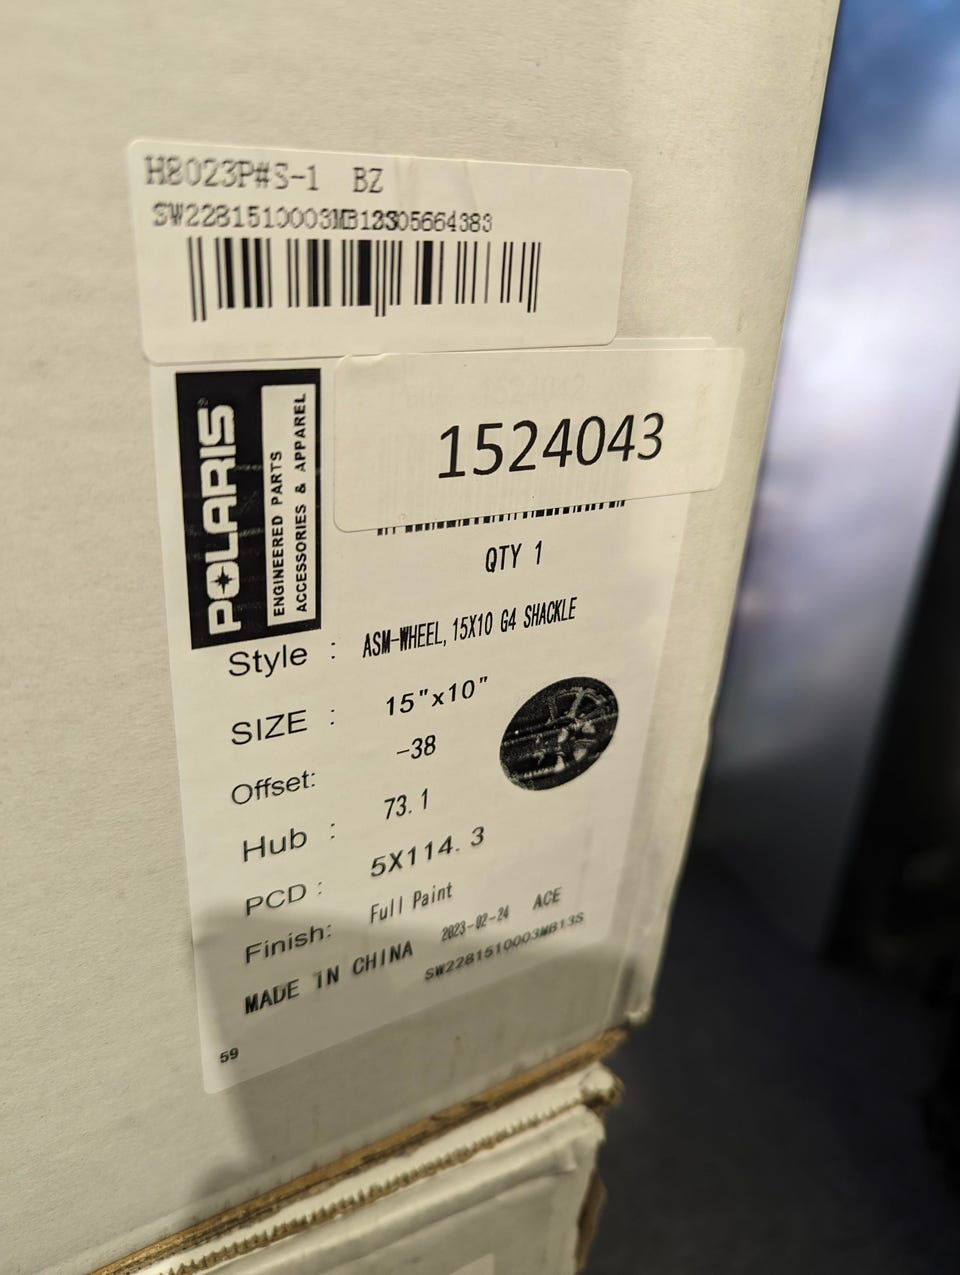 H8023P#S-1 BZ
SW2281510003MB13S05664383
POLARIS
ENGINEERED PARTS
ACCESSORIES & APPAREL
1524043
QTY 1
Style : ASM-WHEEL, 15X10 G4 SHACKLE
SIZE : 15"x10"
Offset: -38
Hub : 73.1
PCD : 5X114.3
Finish: Full Paint
MADE IN CHINA 2023-02-24 ACE
SW2281510003MB13S
59